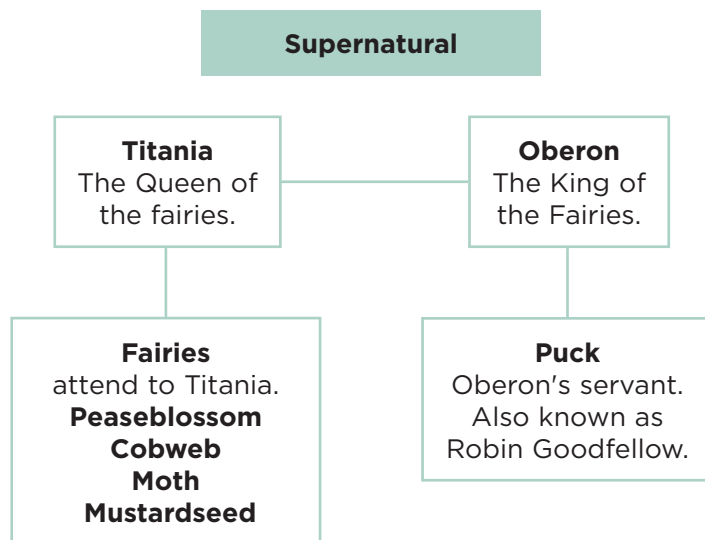 Supernatural
Titania
The Queen of
the fairies.
Oberon
The King of
the Fairies.
Fairies
attend to Titania.
Peaseblossom
Cobweb
Moth
Mustardseed
Puck
Oberon's servant.
Also known as
Robin Goodfellow.